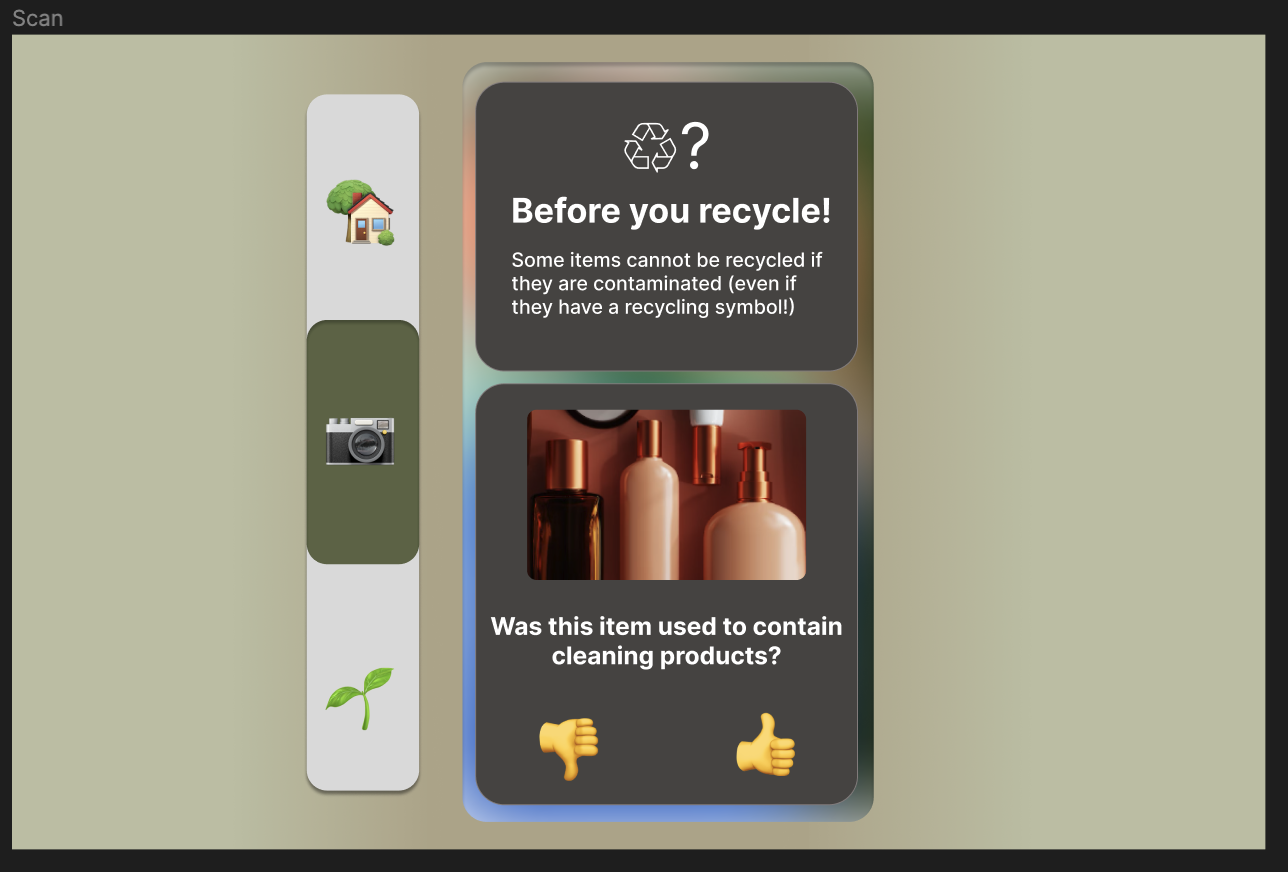 Scan
♲?
Before you recycle!
Some items cannot be recycled if
they are contaminated (even if
they have a recycling symbol!)
Was this item used to contain
cleaning products?